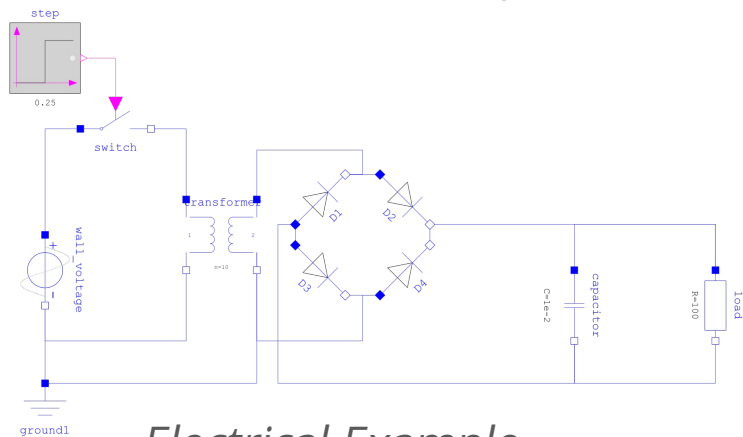 step
0.25
switch
transformer
1
2
n=10
wall_voltage
+
-
D1
D2
D3
D4
C=1e-2
capacitor
R=100
load
ground1
Electrical Example